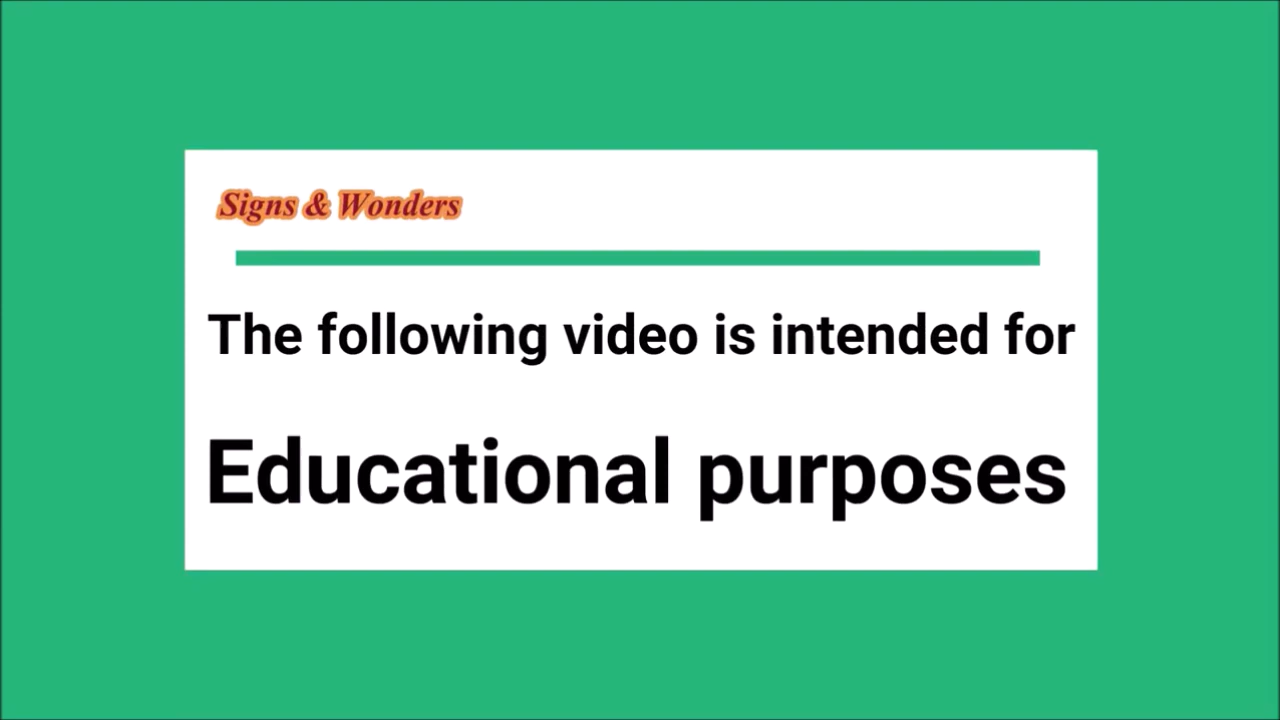 Signs & Wonders
The following video is intended for
Educational purposes